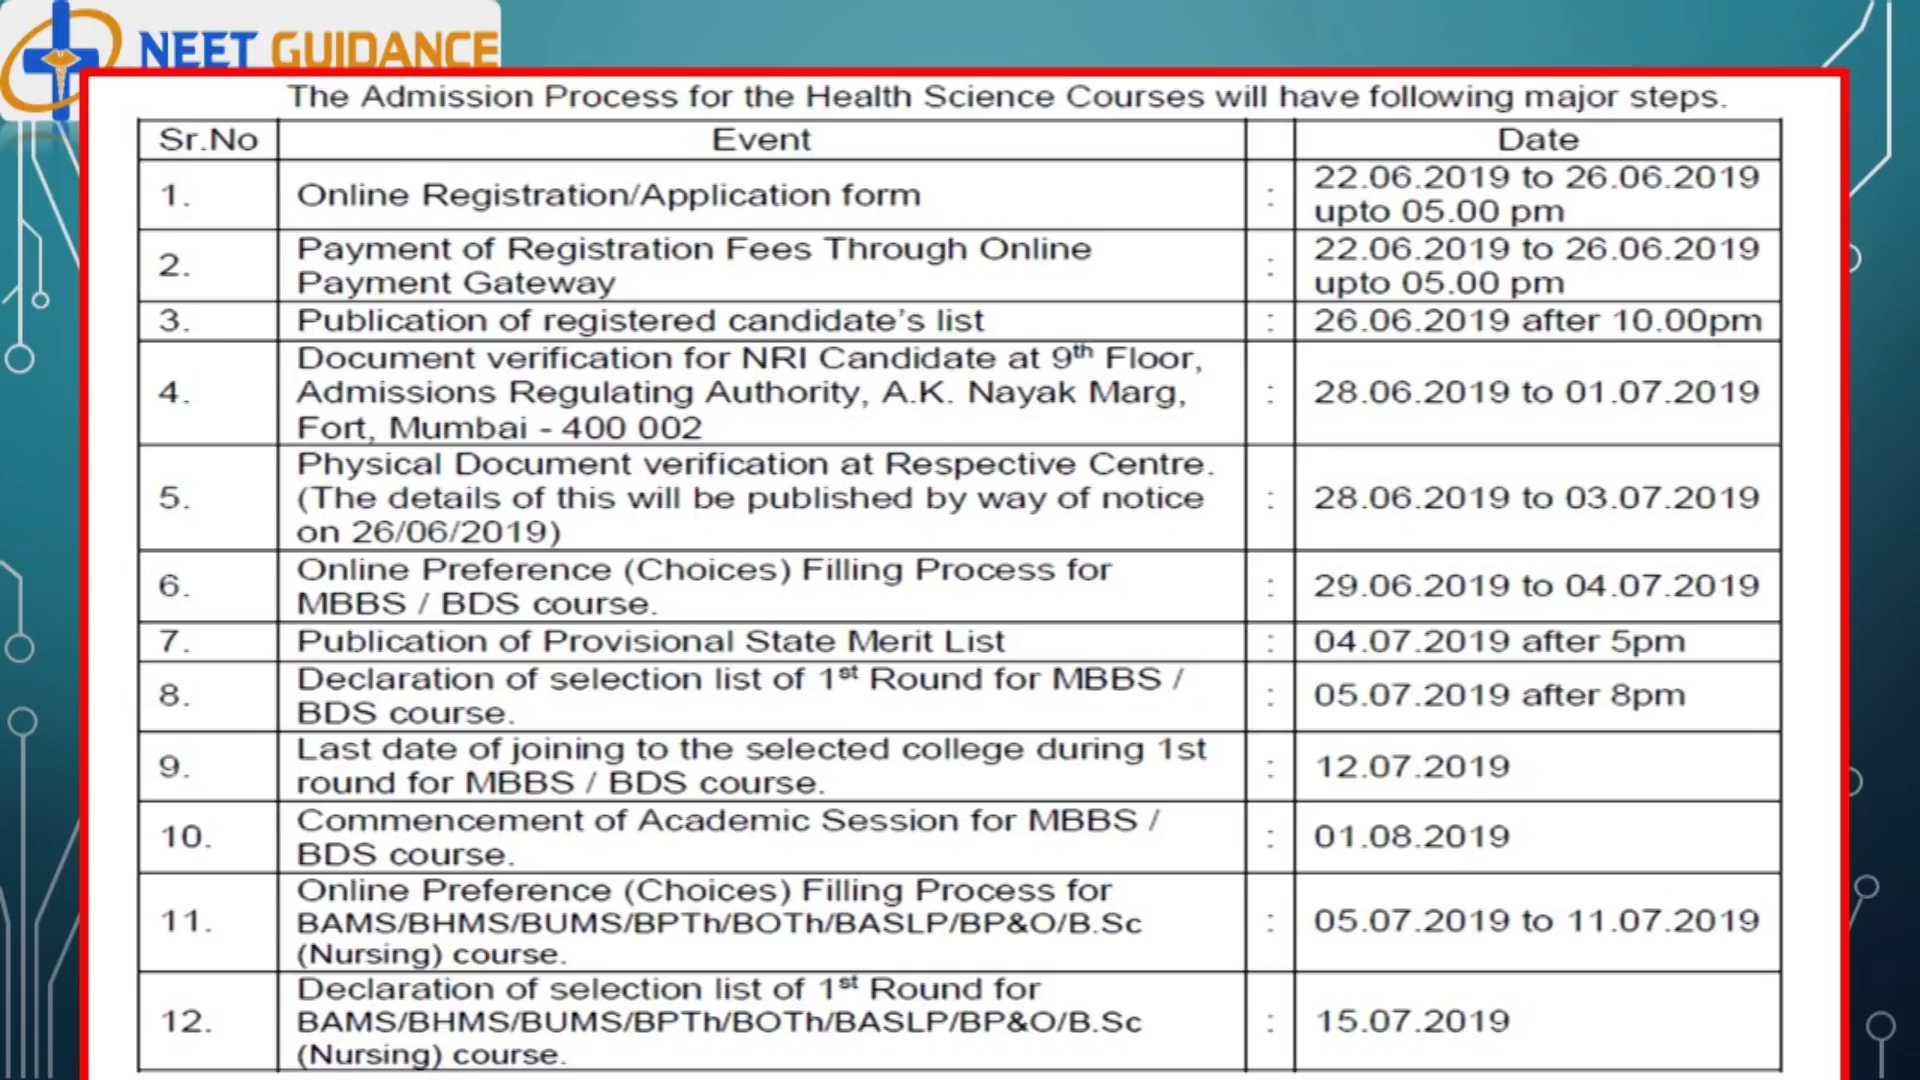 NEET GUIDANCE
The Admission Process for the Health Science Courses will have following major steps.
Sr.No Event Date
1. Online Registration/Application form : 22.06.2019 to 26.06.2019
upto 05.00 pm
2. Payment of Registration Fees Through Online
Payment Gateway : 22.06.2019 to 26.06.2019
upto 05.00 pm
3. Publication of registered candidate's list : 26.06.2019 after 10.00pm
4. Document verification for NRI Candidate at 9th Floor,
Admissions Regulating Authority, A.K. Nayak Marg,
Fort, Mumbai - 400 002 : 28.06.2019 to 01.07.2019
5. Physical Document verification at Respective Centre.
(The details of this will be published by way of notice
on 26/06/2019) : 28.06.2019 to 03.07.2019
6. Online Preference (Choices) Filling Process for
MBBS / BDS course. : 29.06.2019 to 04.07.2019
7. Publication of Provisional State Merit List : 04.07.2019 after 5pm
8. Declaration of selection list of 1st Round for MBBS /
BDS course. : 05.07.2019 after 8pm
9. Last date of joining to the selected college during 1st
round for MBBS / BDS course. : 12.07.2019
10. Commencement of Academic Session for MBBS /
BDS course. : 01.08.2019
11. Online Preference (Choices) Filling Process for
BAMS/BHMS/BUMS/BPTh/BOTh/BASLP/BP&O/B.Sc
(Nursing) course. : 05.07.2019 to 11.07.2019
12. Declaration of selection list of 1st Round for
BAMS/BHMS/BUMS/BPTh/BOTh/BASLP/BP&O/B.Sc
(Nursing) course. : 15.07.2019